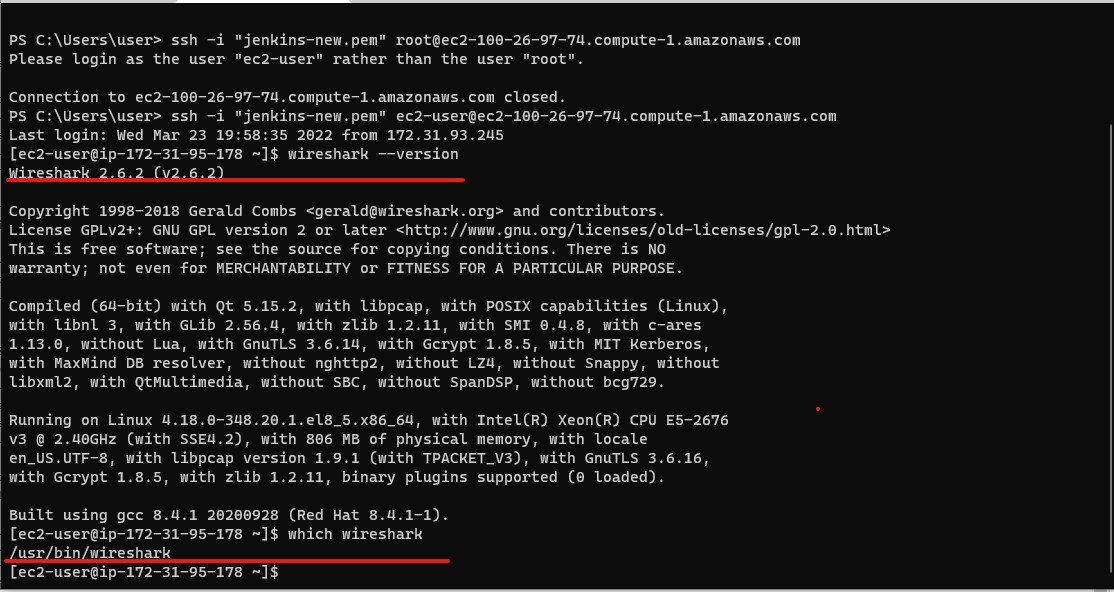 PS C:\Users\user> ssh -i "jenkins-new.pem" root@ec2-100-26-97-74.compute-1.amazonaws.com
Please login as the user "ec2-user" rather than the user "root".
Connection to ec2-100-26-97-74.compute-1.amazonaws.com closed.
PS C:\Users\user> ssh -i "jenkins-new.pem" ec2-user@ec2-100-26-97-74.compute-1.amazonaws.com
Last login: Wed Mar 23 19:58:35 2022 from 172.31.93.245
[ec2-user@ip-172-31-95-178 ~]$ wireshark --version
Wireshark 2.6.2 (v2.6.2)
Copyright 1998-2018 Gerald Combs <gerald@wireshark.org> and contributors.
License GPLv2+: GNU GPL version 2 or later <http://www.gnu.org/licenses/old-licenses/gpl-2.0.html>
This is free software; see the source for copying conditions. There is NO
warranty; not even for MERCHANTABILITY or FITNESS FOR A PARTICULAR PURPOSE.
Compiled (64-bit) with Qt 5.15.2, with libpcap, with POSIX capabilities (Linux),
with libnl 3, with GLib 2.56.4, with zlib 1.2.11, with SMI 0.4.8, with c-ares
1.13.0, without Lua, with GnuTLS 3.6.14, with Gcrypt 1.8.5, with MIT Kerberos,
with MaxMind DB resolver, without nghttp2, without LZ4, without Snappy, without
libxml2, with QtMultimedia, without SBC, without SpanDSP, without bcg729.
Running on Linux 4.18.0-348.20.1.el8_5.x86_64, with Intel(R) Xeon(R) CPU E5-2676
v3 @ 2.40GHz (with SSE4.2), with 806 MB of physical memory, with locale
en_US.UTF-8, with libpcap version 1.9.1 (with TPACKET_V3), with GnuTLS 3.6.16,
with Gcrypt 1.8.5, with zlib 1.2.11, binary plugins supported (0 loaded).
Built using gcc 8.4.1 20200928 (Red Hat 8.4.1-1).
[ec2-user@ip-172-31-95-178 ~]$ which wireshark
/usr/bin/wireshark
[ec2-user@ip-172-31-95-178 ~]$